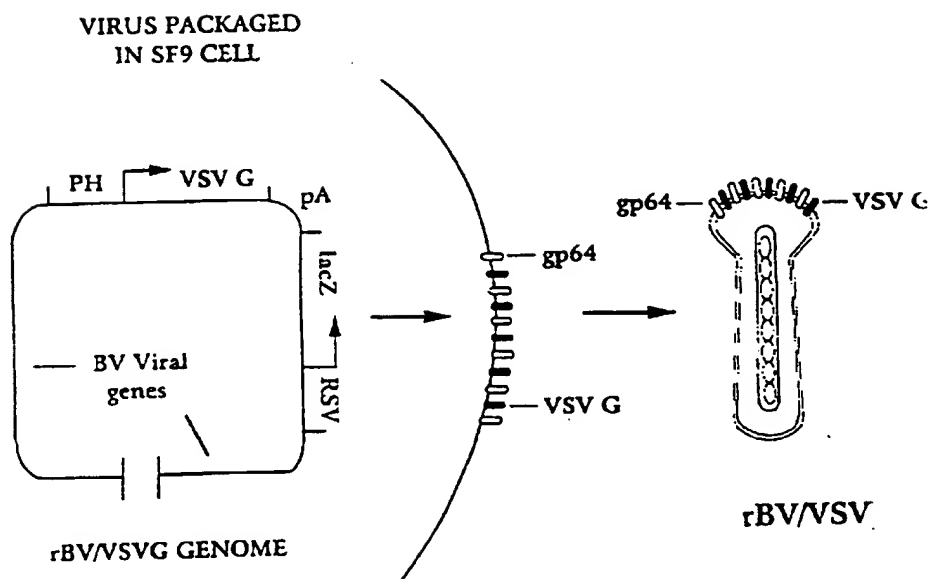 VIRUS PACKAGED
IN SF9 CELL
PH
VSV G
pA
lacZ
RSV
BV Viral
genes
rBV/VSVG GENOME
gp64
VSV G
gp64
VSV G
rBV/VSV